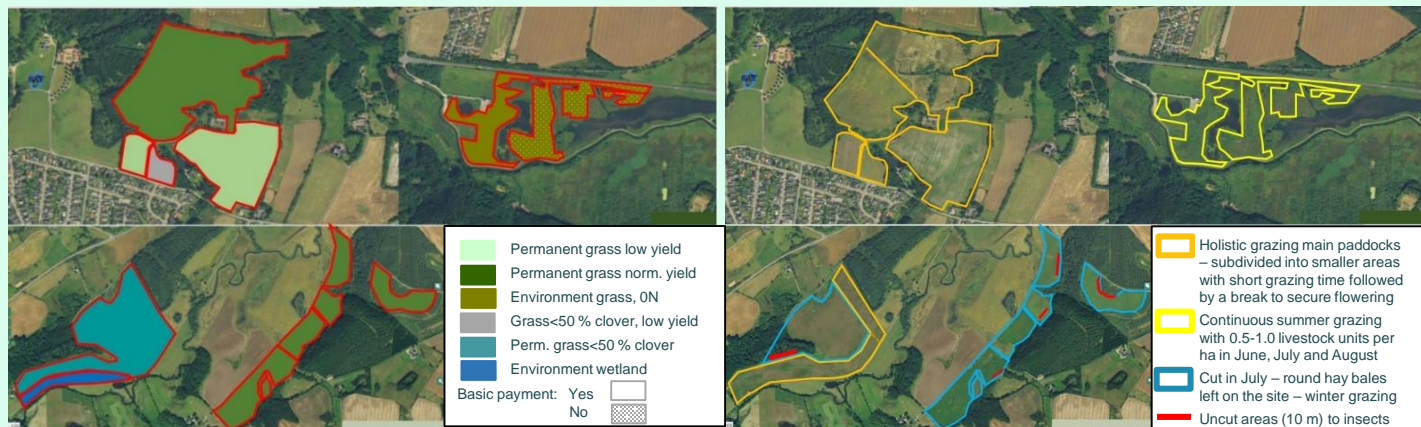 Permanent grass low yield
Permanent grass norm. yield
Environment grass, 0N
Grass<50 % clover, low yield
Perm. grass<50 % clover
Environment wetland
Basic payment: Yes
No
Holistic grazing main paddocks
– subdivided into smaller areas
with short grazing time followed
by a break to secure flowering
Continuous summer grazing
with 0.5-1.0 livestock units per
ha in June, July and August
Cut in July – round hay bales
left on the site – winter grazing
Uncut areas (10 m) to insects